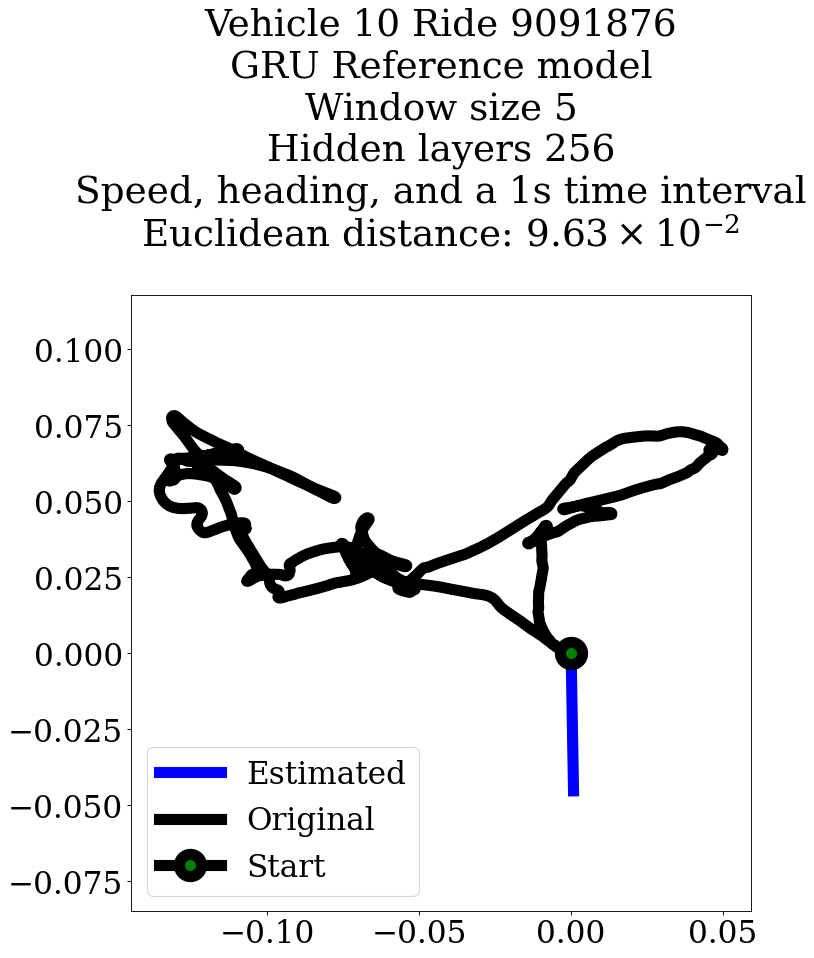 Vehicle 10 Ride 9091876
GRU Reference model
Window size 5
Hidden layers 256
Speed, heading, and a 1s time interval
Euclidean distance: 9.63 × 10⁻²
0.100
0.075
0.050
0.025
0.000
−0.025
−0.050
−0.075
Estimated
Original
Start
−0.10 −0.05 0.00 0.05